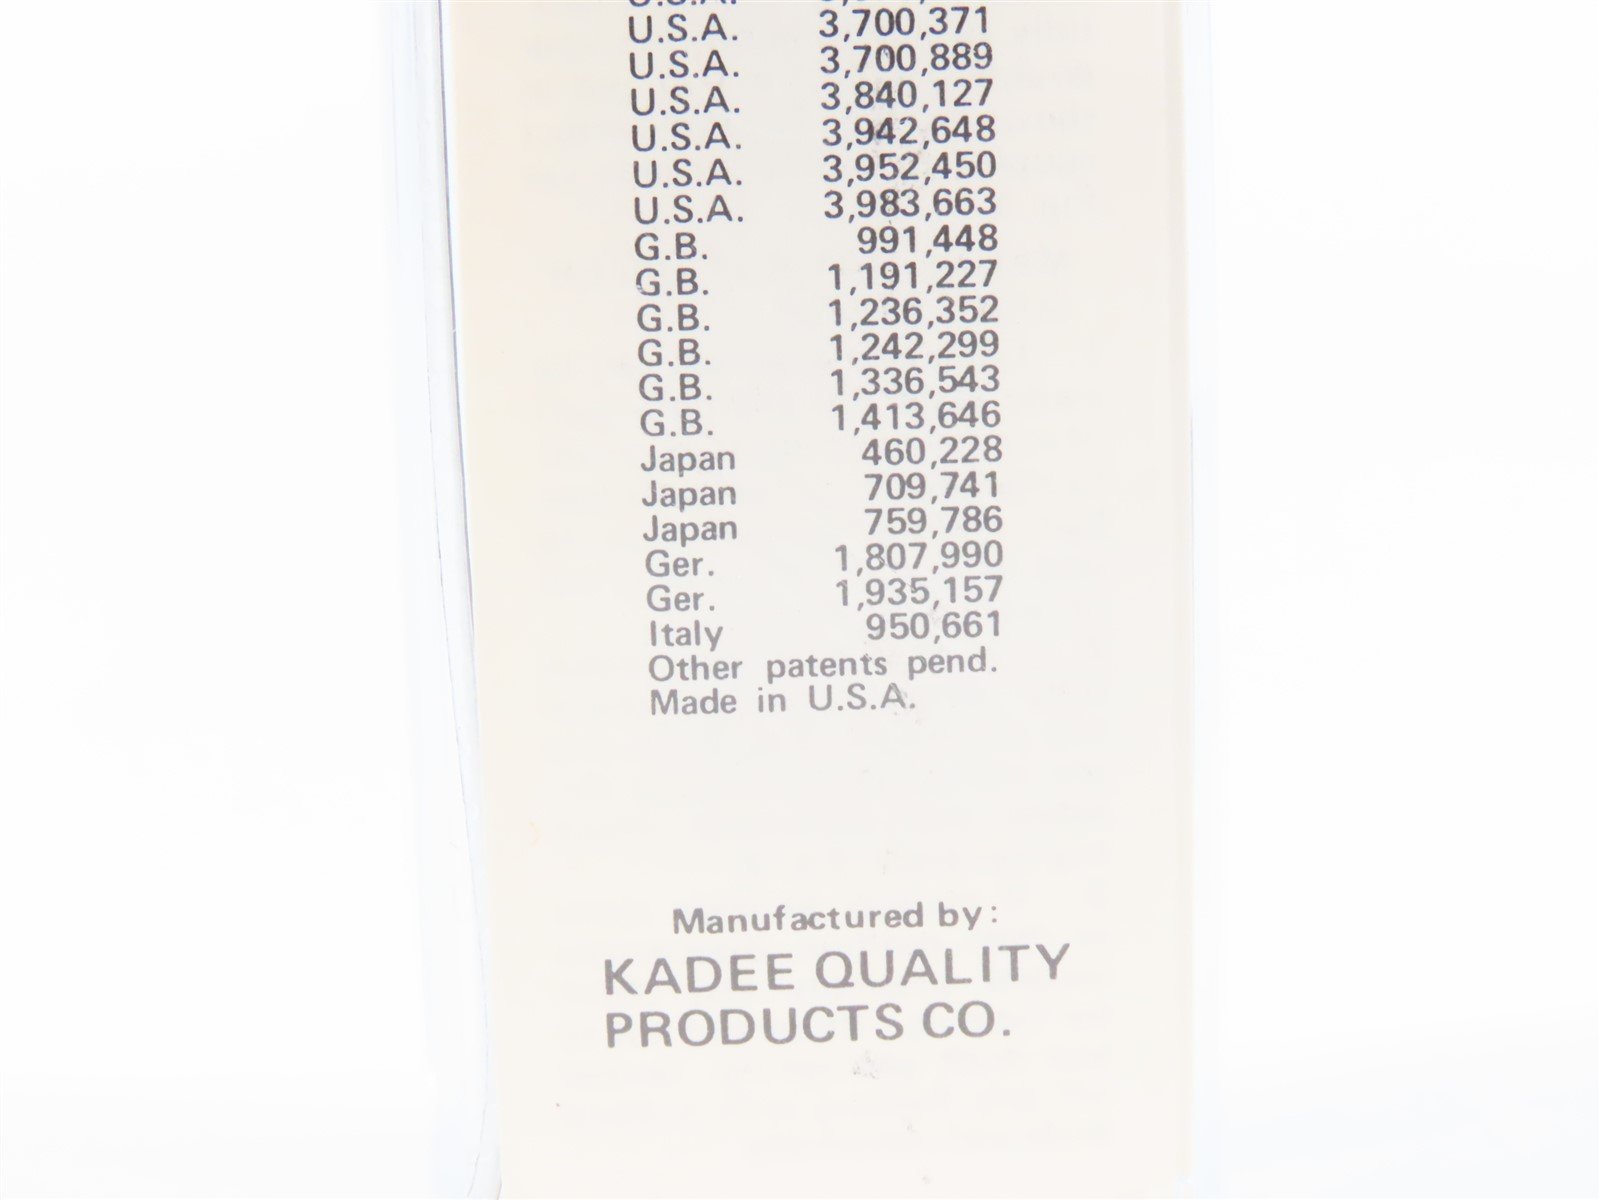 U.S.A.
U.S.A. 3,700,371
U.S.A. 3,700,889
U.S.A. 3,840,127
U.S.A. 3,942,648
U.S.A. 3,952,450
U.S.A. 3,983,663
G.B. 991,448
G.B. 1,191,227
G.B. 1,236,352
G.B. 1,242,299
G.B. 1,336,543
G.B. 1,413,646
Japan 460,228
Japan 709,741
Japan 759,786
Ger. 1,807,990
Ger. 1,935,157
Italy 950,661
Other patents pend.
Made in U.S.A.
Manufactured by:
KADEE QUALITY
PRODUCTS CO.